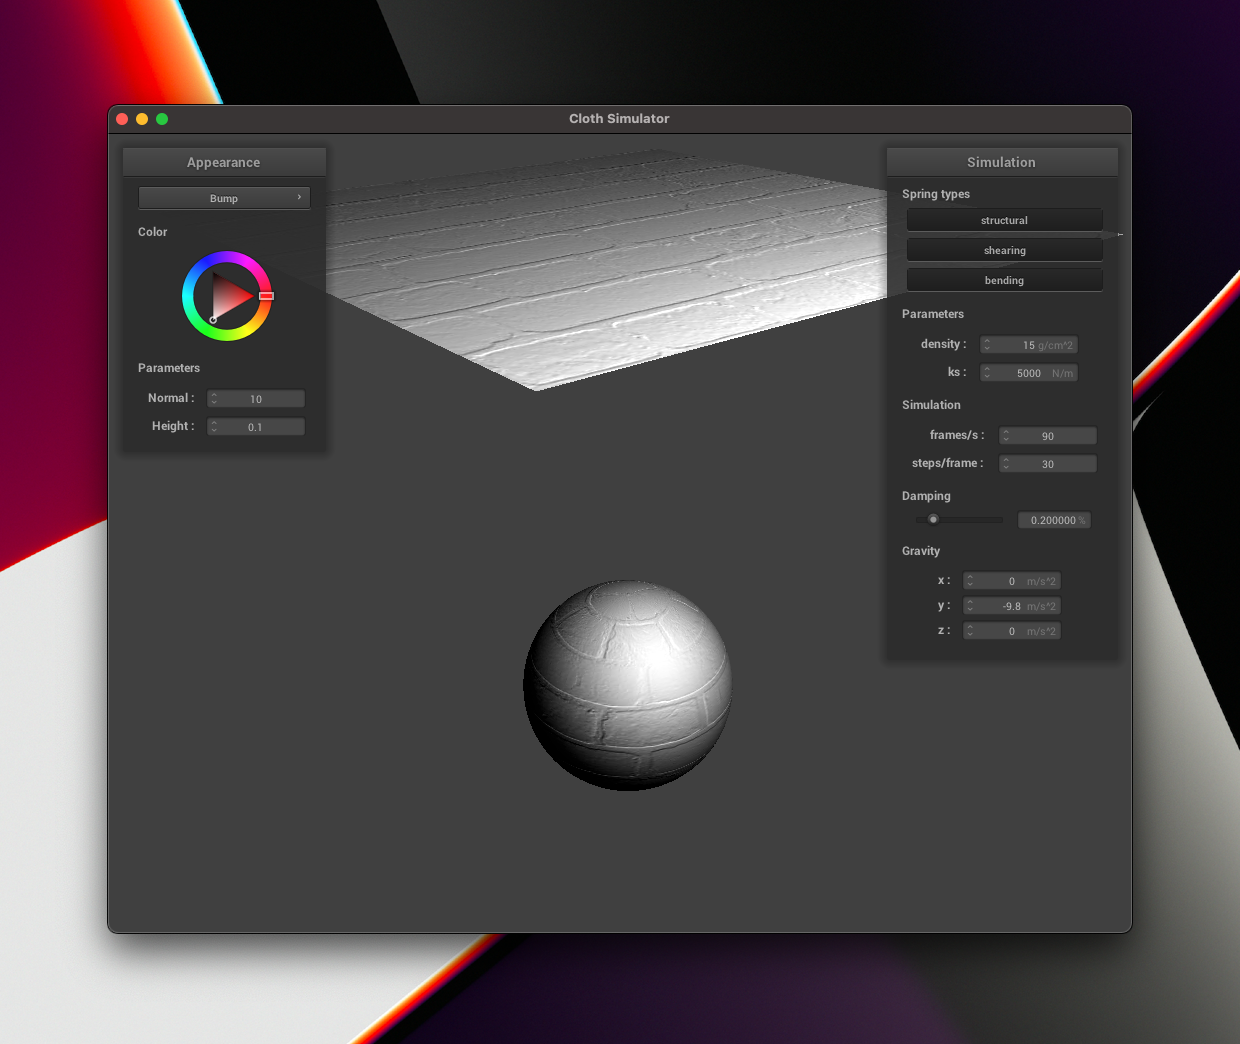 Cloth Simulator
Appearance
Bump
Color
Parameters
Normal : 10
Height : 0.1
Simulation
Spring types
structural
shearing
bending
Parameters
density : 15 g/cm^2
ks : 5000 N/m
Simulation
frames/s : 90
steps/frame : 30
Damping
0.200000 %
Gravity
x : 0 m/s^2
y : -9.8 m/s^2
z : 0 m/s^2